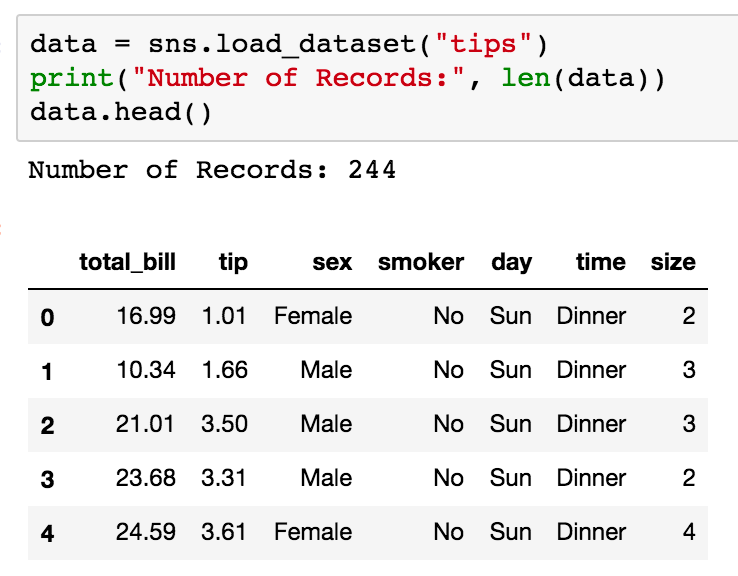 data = sns.load_dataset("tips")
print("Number of Records:", len(data))
data.head()
Number of Records: 244
total_bill tip sex smoker day time size
0 16.99 1.01 Female No Sun Dinner 2
1 10.34 1.66 Male No Sun Dinner 3
2 21.01 3.50 Male No Sun Dinner 3
3 23.68 3.31 Male No Sun Dinner 2
4 24.59 3.61 Female No Sun Dinner 4